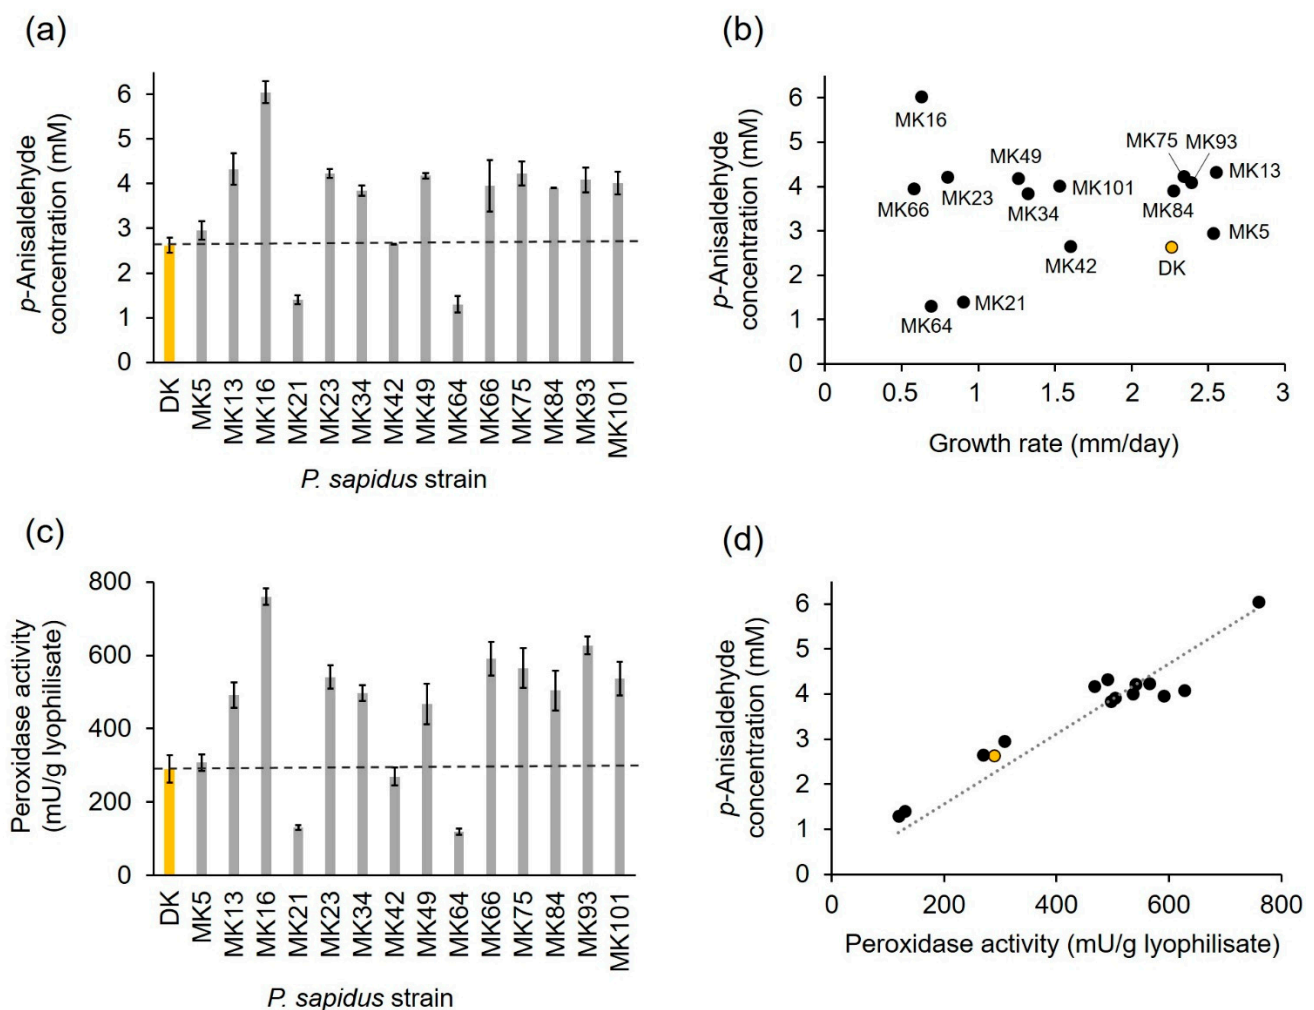 (a)
p-Anisaldehyde
concentration (mM)
6
5
4
3
2
1
0
DK
MK5
MK13
MK16
MK21
MK23
MK34
MK42
MK49
MK64
MK66
MK75
MK84
MK93
MK101
P. sapidus strain
(b)
p-Anisaldehyde
concentration (mM)
6
5
4
3
2
1
0
MK16
MK66
MK23
MK49
MK34
MK101
MK75
MK93
MK13
MK84
MK5
MK42
DK
MK64
MK21
0
0.5
1
1.5
2
2.5
3
Growth rate (mm/day)
(c)
Peroxidase activity
(mU/g lyophilisate)
800
600
400
200
0
DK
MK5
MK13
MK16
MK21
MK23
MK34
MK42
MK49
MK64
MK66
MK75
MK84
MK93
MK101
P. sapidus strain
(d)
p-Anisaldehyde
concentration (mM)
6
5
4
3
2
1
0
0
200
400
600
800
Peroxidase activity (mU/g lyophilisate)